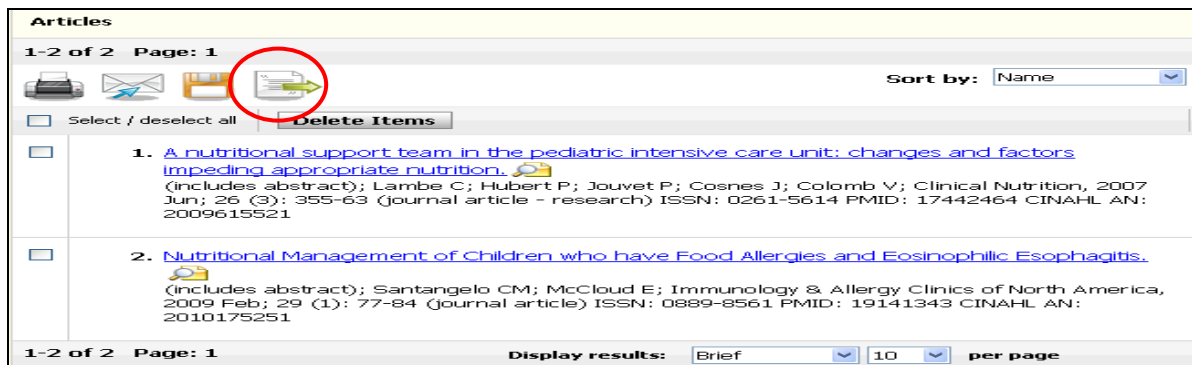 Articles
1-2 of 2 Page: 1
Sort by: Name
Select / deselect all Delete Items
1. A nutritional support team in the pediatric intensive care unit: changes and factors
impeding appropriate nutrition.
(includes abstract); Lambe C; Hubert P; Jouvet P; Cosnes J; Colomb V; Clinical Nutrition, 2007
Jun; 26 (3): 355-63 (journal article - research) ISSN: 0261-5614 PMID: 17442464 CINAHL AN:
2009615521
2. Nutritional Management of Children who have Food Allergies and Eosinophilic Esophagitis.
(includes abstract); Santangelo CM; McCloud E; Immunology & Allergy Clinics of North America,
2009 Feb; 29 (1): 77-84 (journal article) ISSN: 0889-8561 PMID: 19141343 CINAHL AN:
2010175251
1-2 of 2 Page: 1 Display results: Brief 10 per page